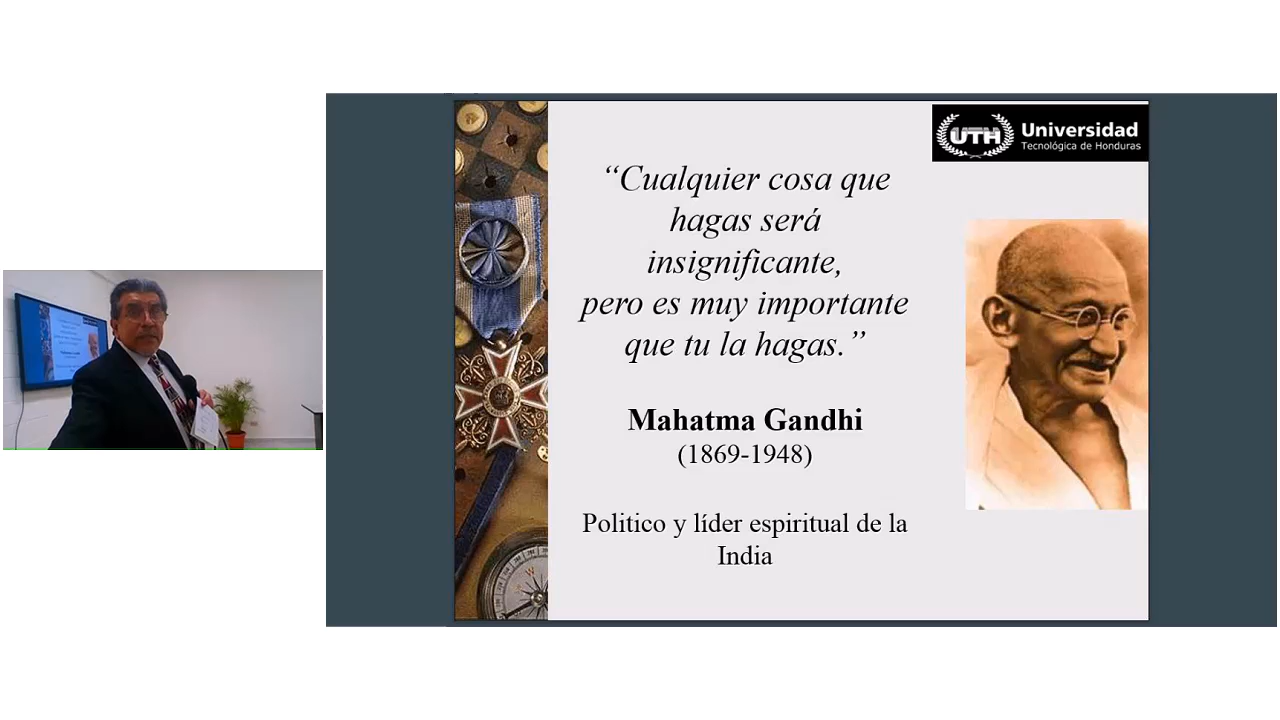 UTH Universidad
Tecnológica de Honduras
“Cualquier cosa que
hagas será
insignificante,
pero es muy importante
que tu la hagas.”
Mahatma Gandhi
(1869-1948)
Politico y líder espiritual de la
India